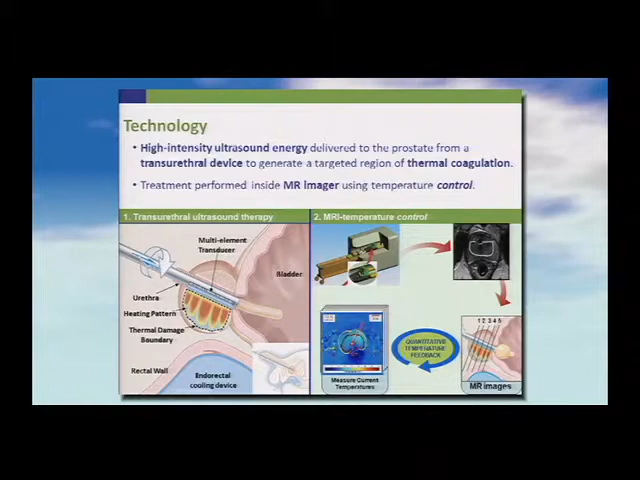 Technology
• High-intensity ultrasound energy delivered to the prostate from a
transurethral device to generate a targeted region of thermal coagulation.
• Treatment performed inside MR imager using temperature control.
1. Transurethral ultrasound therapy
Multi-element
Transducer
Bladder
Urethra
Heating Pattern
Thermal Damage
Boundary
Rectal Wall
Endorectal
cooling device
2. MRI-temperature control
1 2 3 4 5
QUANTITATIVE
TEMPERATURE
FEEDBACK
Measure Current
Temperatures
MR images